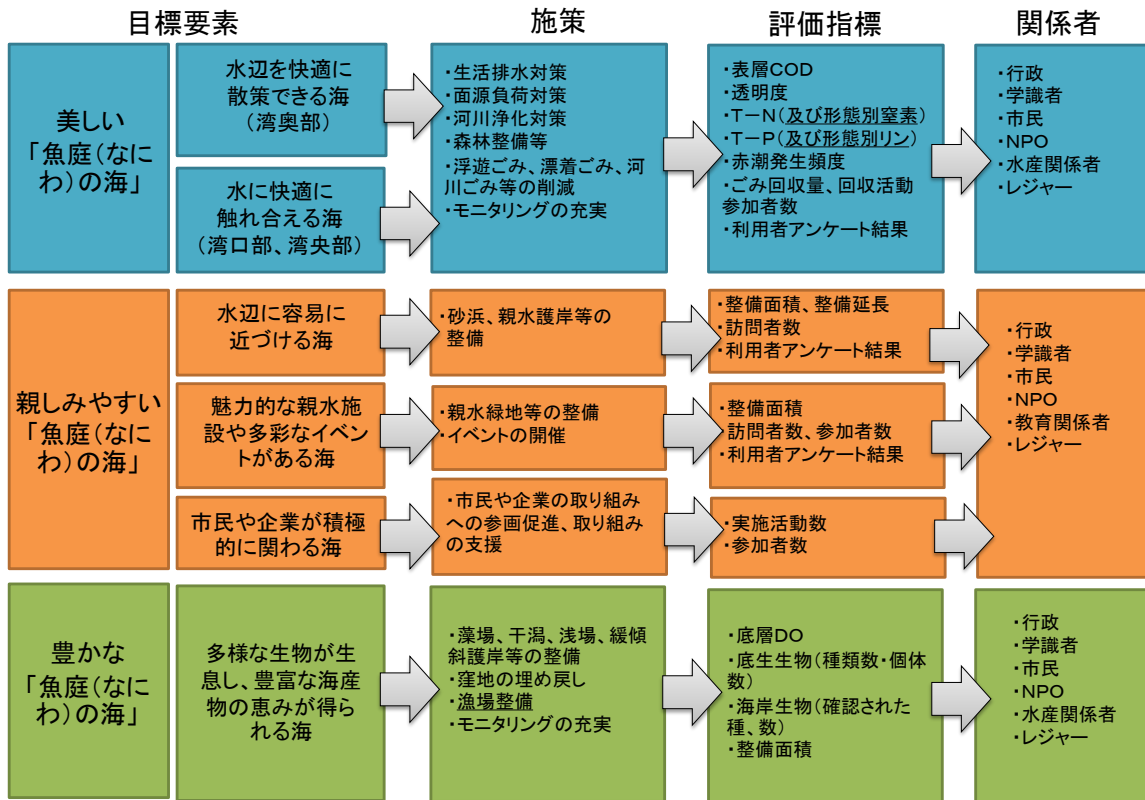 目標要素
施策
評価指標
関係者
美しい
「魚庭(なに
わ)の海」
水辺を快適に
散策できる海
(湾奥部)
水に快適に
触れ合える海
(湾口部、湾央部)
・生活排水対策
・面源負荷対策
・河川浄化対策
・森林整備等
・浮遊ごみ、漂着ごみ、河
川ごみ等の削減
・モニタリングの充実
・表層COD
・透明度
・T-N(及び形態別窒素)
・T-P(及び形態別リン)
・赤潮発生頻度
・ごみ回収量、回収活動
参加者数
・利用者アンケート結果
・行政
・学識者
・市民
・NPO
・水産関係者
・レジャー
親しみやすい
「魚庭(なに
わ)の海」
水辺に容易に
近づける海
・砂浜、親水護岸等の
整備
・整備面積、整備延長
・訪問者数
・利用者アンケート結果
魅力的な親水施
設や多彩なイベン
トがある海
・親水緑地等の整備
・イベントの開催
・整備面積
・訪問者数、参加者数
・利用者アンケート結果
市民や企業が積極
的に関わる海
・市民や企業の取り組み
への参画促進、取り組み
の支援
・実施活動数
・参加者数
・行政
・学識者
・市民
・NPO
・教育関係者
・レジャー
豊かな
「魚庭(なに
わ)の海」
多様な生物が生
息し、豊富な海産
物の恵みが得ら
れる海
・藻場、干潟、浅場、緩傾
斜護岸等の整備
・窪地の埋め戻し
・漁場整備
・モニタリングの充実
・底層DO
・底生生物(種類数・個体
数)
・海岸生物(確認された
種、数)
・整備面積
・行政
・学識者
・市民
・NPO
・水産関係者
・レジャー